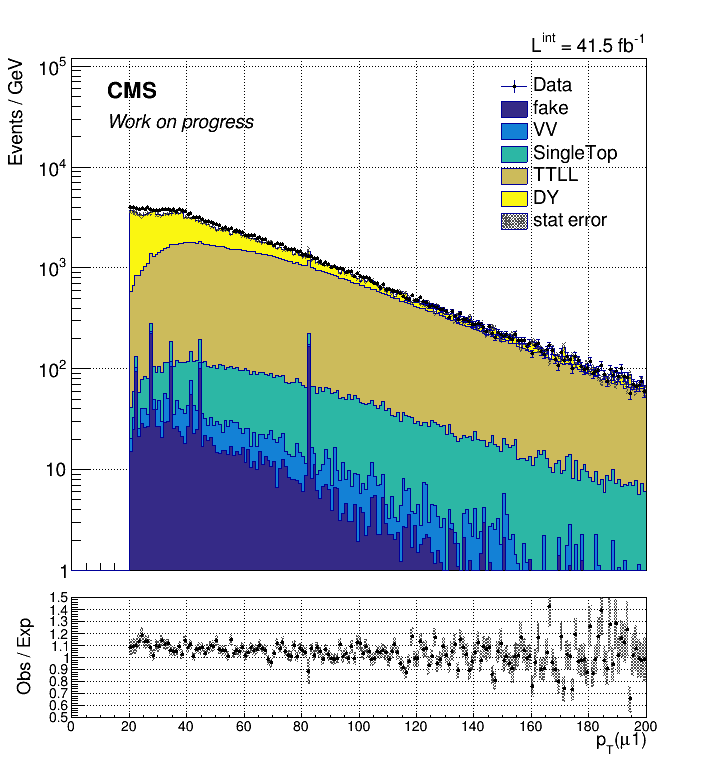 L^int = 41.5 fb^-1
Events / GeV
10^5
10^4
10^3
10^2
10
1
CMS
Work on progress
Data
fake
VV
SingleTop
TTLL
DY
stat error
Obs / Exp
1.5
1.4
1.3
1.2
1.1
1
0.9
0.8
0.7
0.6
0.5
0 20 40 60 80 100 120 140 160 180 200
p_T(μ1)